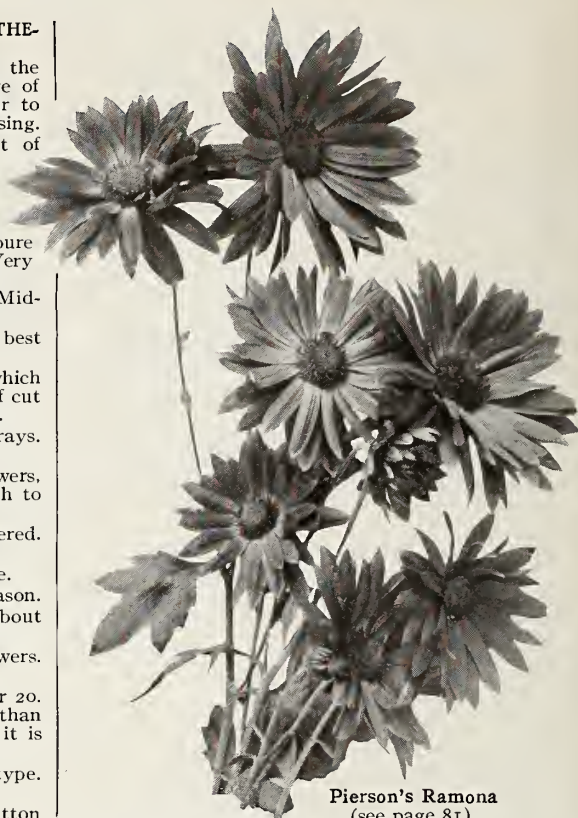 THE-
the
e of
r to
sing.
t of
pure
Very
Mid-
best
which
f cut
rays.
wers,
h to
ered.
e.
ason.
bout
wers.
r 20.
than
it is
type.
tton
Pierson's Ramona
(see page 81)